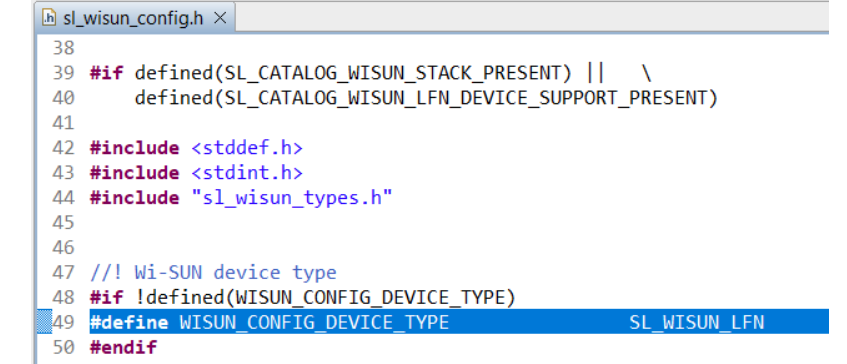 sl_wisun_config.h ×
38
39 #if defined(SL_CATALOG_WISUN_STACK_PRESENT) ||   \
40     defined(SL_CATALOG_WISUN_LFN_DEVICE_SUPPORT_PRESENT)
41
42 #include <stddef.h>
43 #include <stdint.h>
44 #include "sl_wisun_types.h"
45
46
47 //! Wi-SUN device type
48 #if !defined(WISUN_CONFIG_DEVICE_TYPE)
49 #define WISUN_CONFIG_DEVICE_TYPE                SL_WISUN_LFN
50 #endif